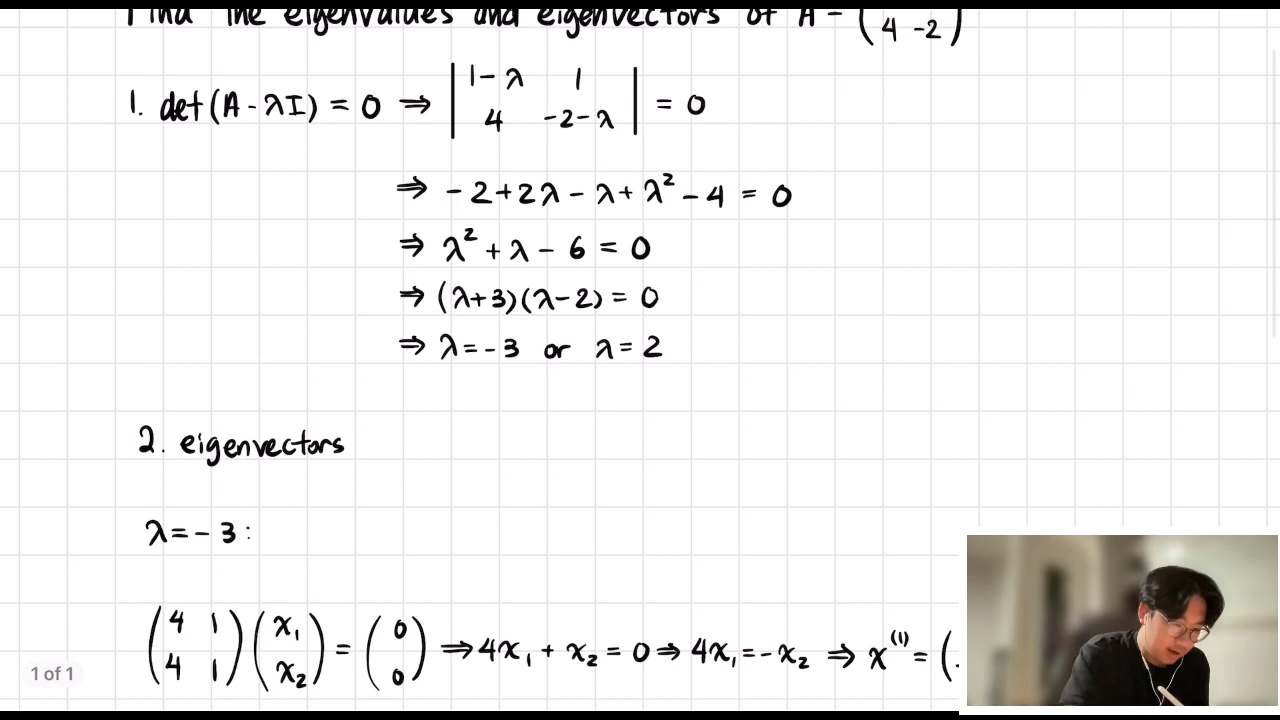 Find the eigenvalues and eigenvectors of A = (
4 -2 )
1. det(A - λI) = 0 ⇒ | 1-λ 1 | = 0
| 4 -2-λ |
⇒ -2+2λ-λ+λ²-4 = 0
⇒ λ²+λ-6 = 0
⇒ (λ+3)(λ-2) = 0
⇒ λ=-3 or λ=2
2. eigenvectors
λ=-3:
(4 1) (x₁) = (0) ⇒ 4x₁ + x₂ = 0 ⇒ 4x₁=-x₂ ⇒ x⁽¹⁾= (
(4 1) (x₂) (0)
1 of 1